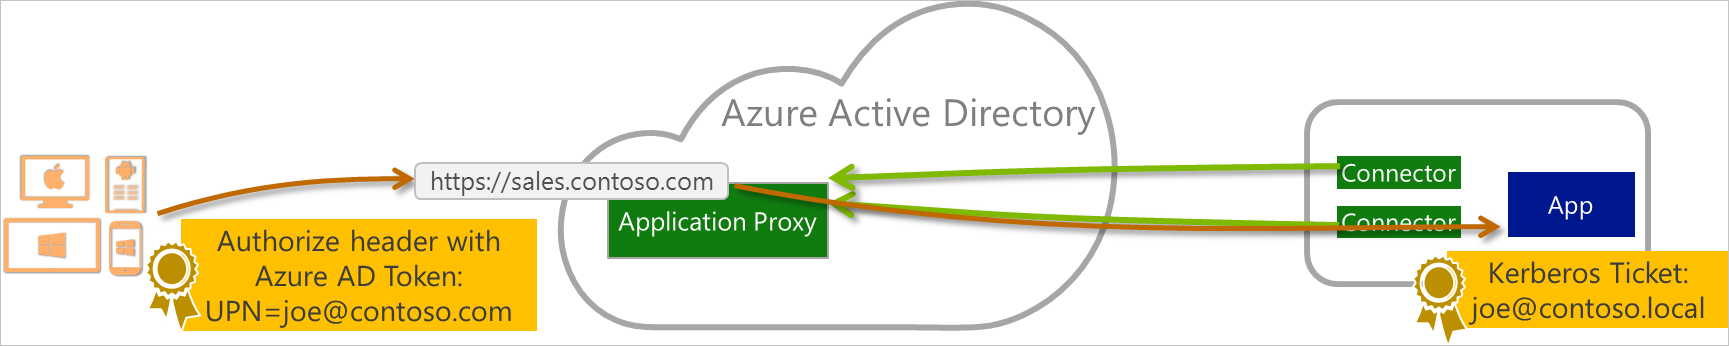 Azure Active Directory
https://sales.contoso.com
Application Proxy
Connector
Connector
App
Authorize header with
Azure AD Token:
UPN=joe@contoso.com
Kerberos Ticket:
joe@contoso.local